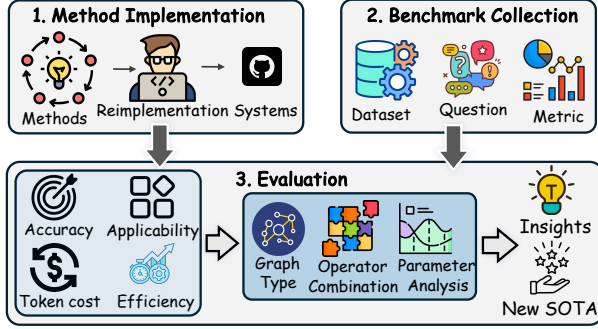 1. Method Implementation
Methods
Reimplementation
Systems
2. Benchmark Collection
Dataset
Question
Metric
3. Evaluation
Accuracy
Applicability
Token cost
Efficiency
Graph
Type
Operator
Combination
Parameter
Analysis
Insights
New SOTA